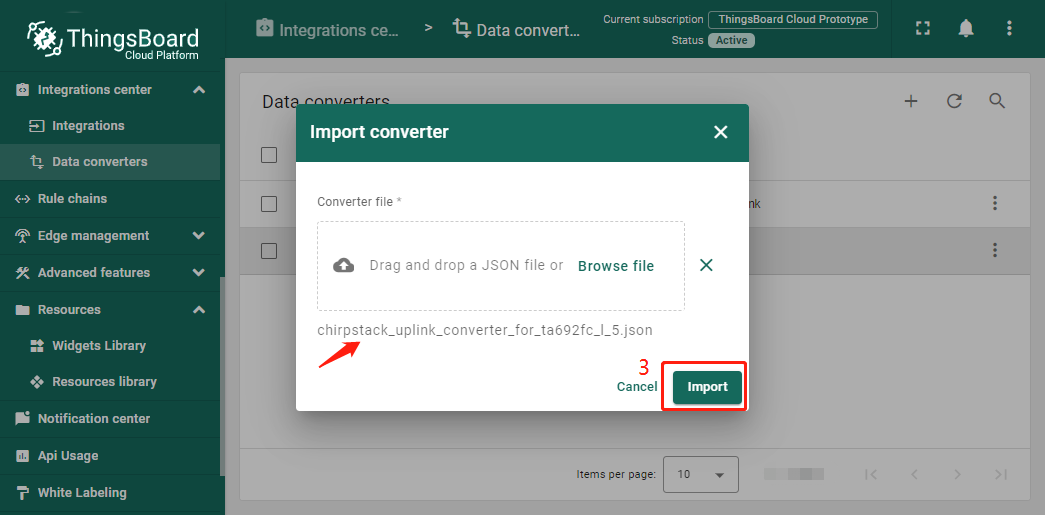 ThingsBoard
Cloud Platform
Integrations ce...
>
Data convert...
Current subscription ThingsBoard Cloud Prototype
Status Active
Integrations center
Integrations
Data converters
Rule chains
Edge management
Advanced features
Resources
Widgets Library
Resources library
Notification center
Api Usage
White Labeling
Data converters
Import converter
Converter file *
Drag and drop a JSON file or Browse file
chirpstack_uplink_converter_for_ta692fc_l_5.json
3
Cancel Import
Items per page: 10